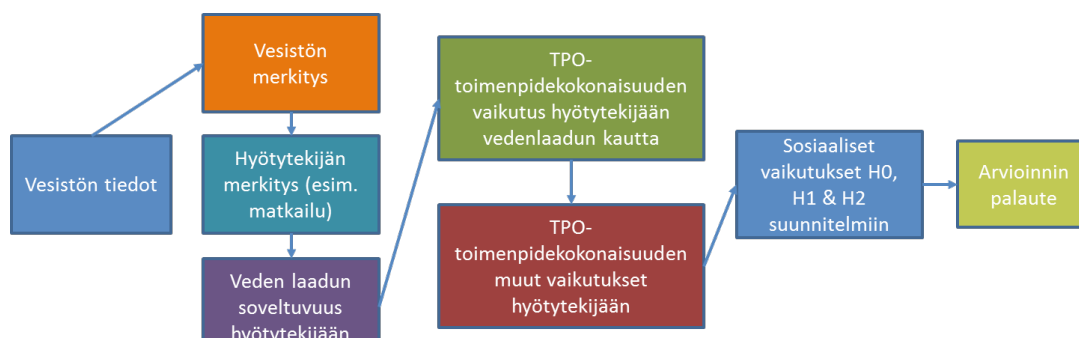 Vesistön tiedot
Vesistön
merkitys
Hyötytekijän
merkitys (esim.
matkailu)
Veden laadun
soveltuvuus
hyötytekijään
TPO-
toimenpidekokonaisuuden
vaikutus hyötytekijään
vedenlaadun kautta
TPO-
toimenpidekokonaisuuden
muut vaikutukset
hyötytekijään
Sosiaaliset
vaikutukset H0,
H1 & H2
suunnitelmiin
Arvioinnin
palaute